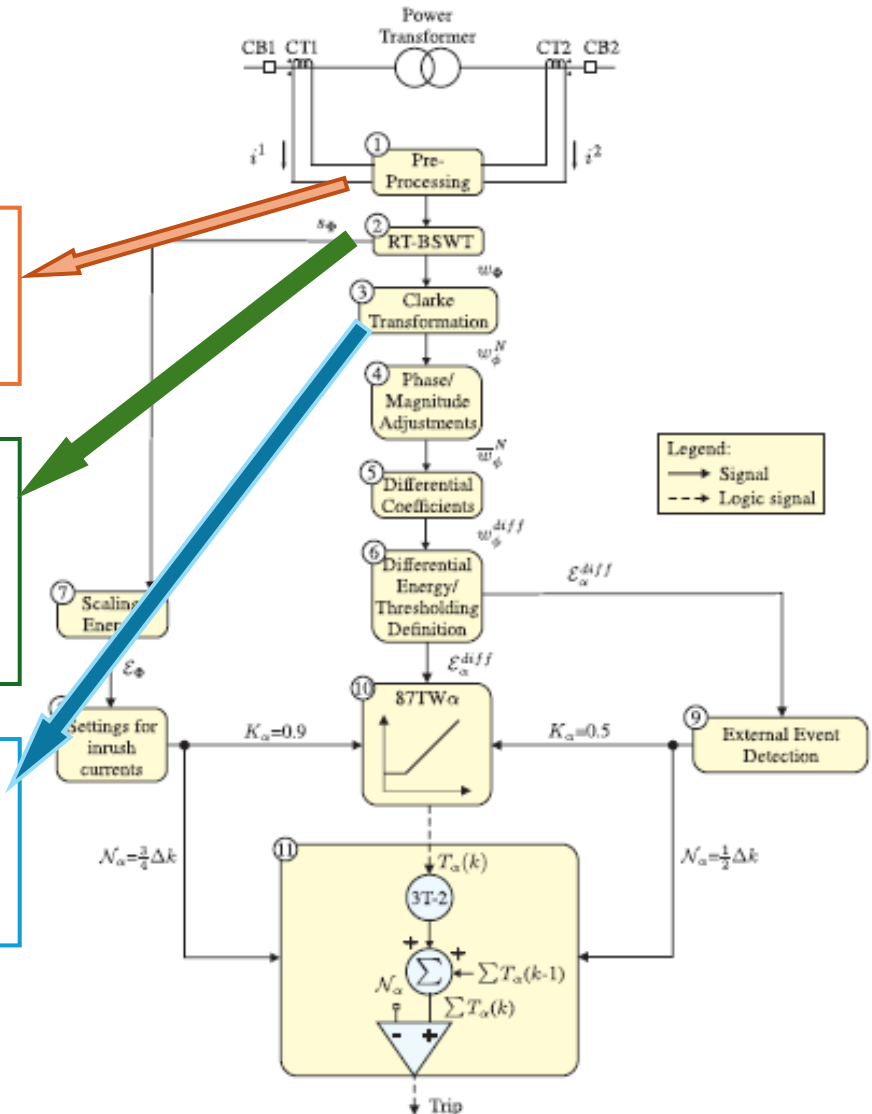 Power
Transformer
CB1 CT1
CT2 CB2
i¹
i²
1
Pre-
Processing
s_Φ
2
RT-BSWT
w_Φ
3
Clarke
Transformation
w_ϕ^N
4
Phase/
Magnitude
Adjustments
w̅_ϕ^N
5
Differential
Coefficients
w_ϕ^{diff}
Legend:
Signal
Logic signal
6
Differential
Energy/
Thresholding
Definition
ℰ_α^{diff}
ℰ_α^{diff}
7
ℰ_Φ
Settings for
inrush
currents
K_α=0.9
10
87TWα
K_α=0.5
9
External Event
Detection
𝒩_α=¾Δk
𝒩_α=½Δk
11
T_α(k)
3T-2
+ +
Σ
ΣT_α(k-1)
𝒩_α
ΣT_α(k)
- +
Trip